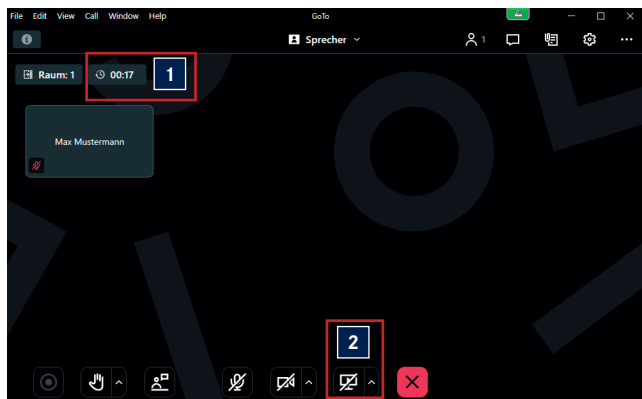 File Edit View Call Window Help GoTo
Sprecher 1
Raum: 1 00:17 1
Max Mustermann
2